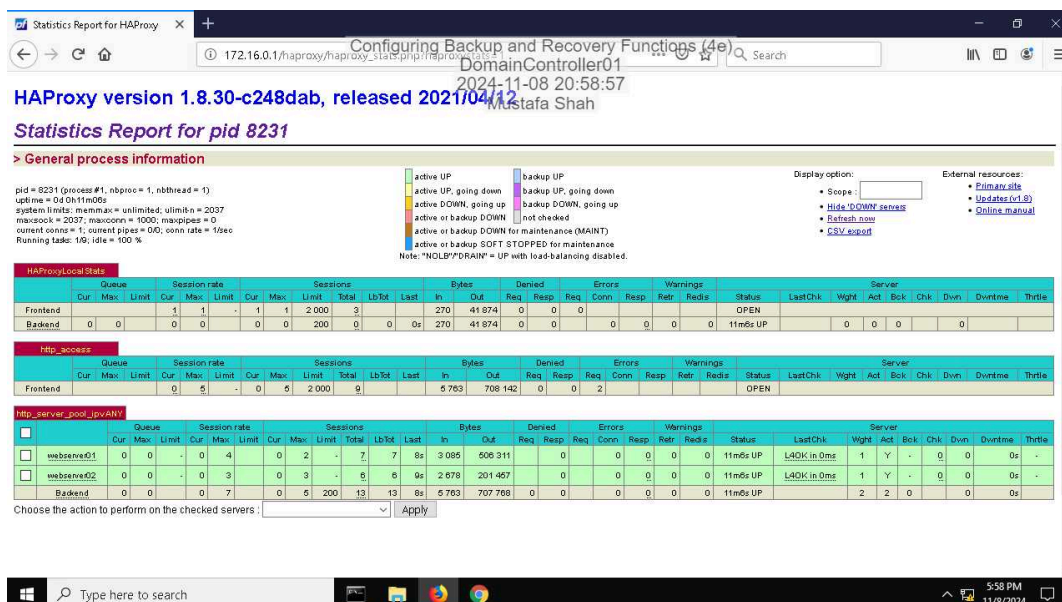 Statistics Report for HAProxy
172.16.0.1/haproxy/haproxy_stats.php?haproxystats=1
Search
Configuring Backup and Recovery Functions (4e)
DomainController01
2024-11-08 20:58:57
Mustafa Shah
HAProxy version 1.8.30-c248dab, released 2021/04/12
Statistics Report for pid 8231
> General process information
pid = 8231 (process #1, nbproc = 1, nbthread = 1)
uptime = 0d 0h11m06s
system limits: memmax = unlimited; ulimit-n = 2037
maxsock = 2037; maxconn = 1000; maxpipes = 0
current conns = 1; current pipes = 0/0; conn rate = 1/sec
Running tasks: 1/9; idle = 100 %
active UP backup UP
active UP, going down backup UP, going down
active DOWN, going up backup DOWN, going up
active or backup DOWN not checked
active or backup DOWN for maintenance (MAINT)
active or backup SOFT STOPPED for maintenance
Note: "NOLB"/"DRAIN" = UP with load-balancing disabled.
Display option:
• Scope :
• Hide 'DOWN' servers
• Refresh now
• CSV export
External resources:
• Primary site
• Updates (v1.8)
• Online manual
HAProxyLocalStats
Queue Session rate Sessions Bytes Denied Errors Warnings Server
Cur Max Limit Cur Max Limit Cur Max Limit Total LbTot Last In Out Req Resp Req Conn Resp Retr Redis Status LastChk Wght Act Bck Chk Dwn Dwntme Thrtle
Frontend 1 1 - 1 1 2 000 3 270 41 874 0 0 0 OPEN
Backend 0 0 0 0 0 0 200 0 0 0s 270 41 874 0 0 0 0 0 0 11m6s UP 0 0 0 0
http_access
Queue Session rate Sessions Bytes Denied Errors Warnings Server
Cur Max Limit Cur Max Limit Cur Max Limit Total LbTot Last In Out Req Resp Req Conn Resp Retr Redis Status LastChk Wght Act Bck Chk Dwn Dwntme Thrtle
Frontend 0 5 - 0 5 2 000 9 5 763 708 142 0 0 2 OPEN
http_server_pool_ipvANY
Queue Session rate Sessions Bytes Denied Errors Warnings Server
Cur Max Limit Cur Max Limit Cur Max Limit Total LbTot Last In Out Req Resp Req Conn Resp Retr Redis Status LastChk Wght Act Bck Chk Dwn Dwntme Thrtle
webserver01 0 0 - 0 4 0 2 - 7 7 8s 3 085 506 311 0 0 0 0 0 11m6s UP L4OK in 0ms 1 Y - 0 0 0s -
webserver02 0 0 - 0 3 0 3 - 6 6 9s 2 678 201 457 0 0 0 0 0 11m6s UP L4OK in 0ms 1 Y - 0 0 0s -
Backend 0 0 0 7 0 5 200 13 13 8s 5 763 707 768 0 0 0 0 0 0 11m6s UP 2 2 0 0 0s
Choose the action to perform on the checked servers : Apply
Type here to search
5:58 PM
11/8/2024